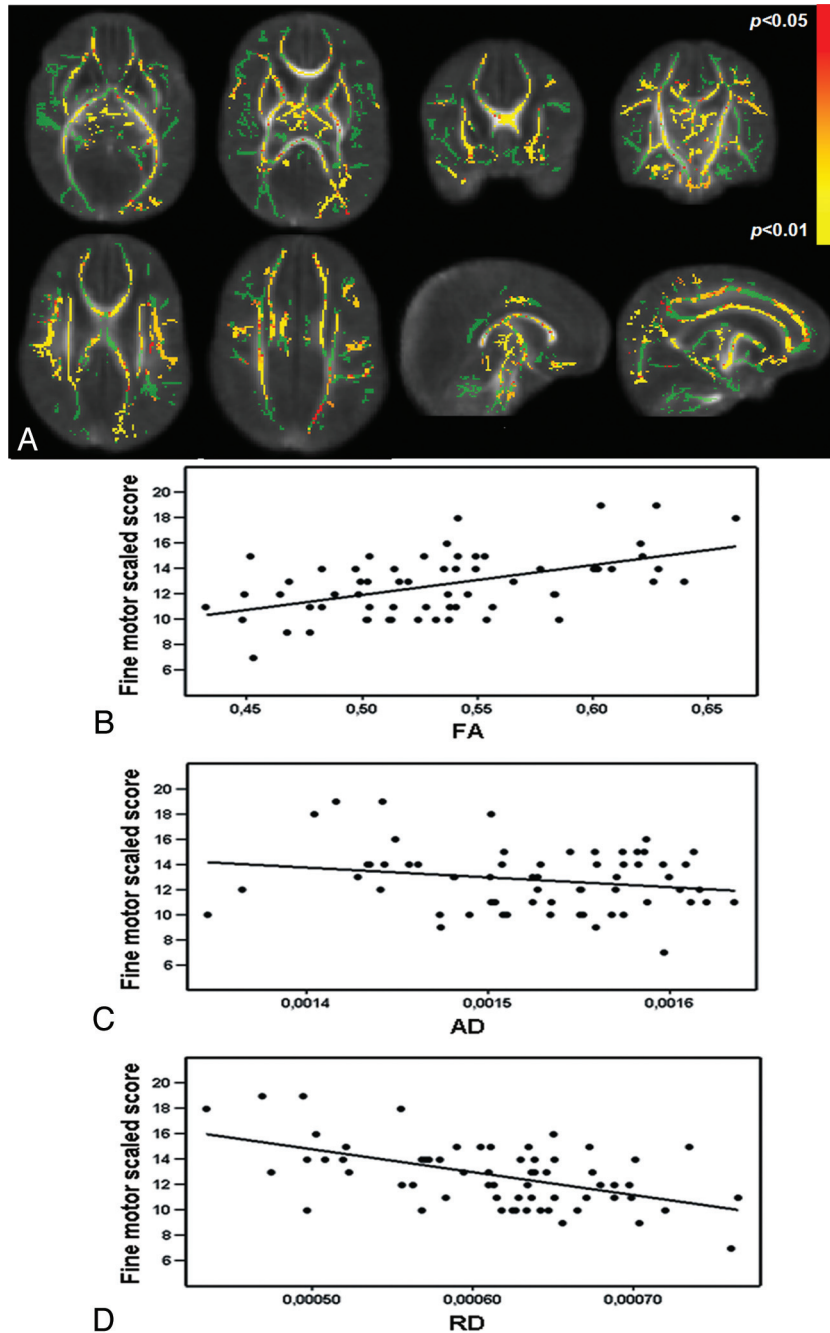 p<0.05
p<0.01
A
Fine motor scaled score
20
18
16
14
12
10
8
6
0,45 0,50 0,55 0,60 0,65
FA
B
Fine motor scaled score
20
18
16
14
12
10
8
6
0,0014 0,0015 0,0016
AD
C
Fine motor scaled score
20
18
16
14
12
10
8
6
0,00050 0,00060 0,00070
RD
D